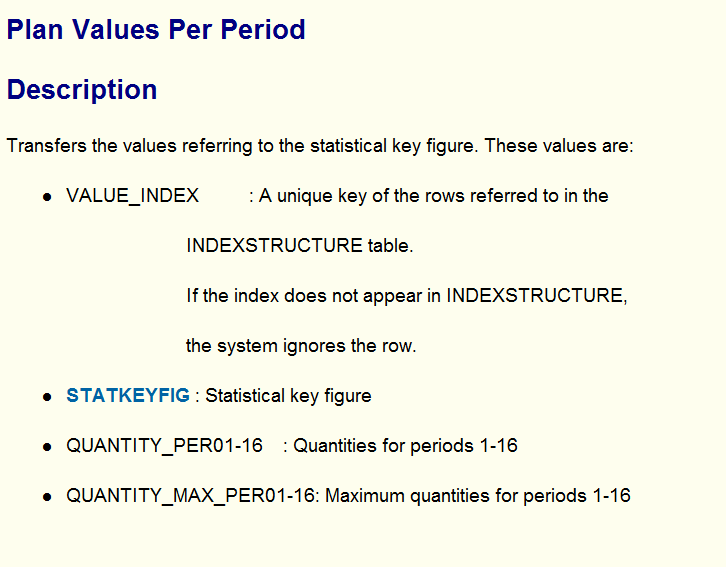 Plan Values Per Period
Description
Transfers the values referring to the statistical key figure. These values are:
● VALUE_INDEX : A unique key of the rows referred to in the
INDEXSTRUCTURE table.
If the index does not appear in INDEXSTRUCTURE,
the system ignores the row.
● STATKEYFIG : Statistical key figure
● QUANTITY_PER01-16 : Quantities for periods 1-16
● QUANTITY_MAX_PER01-16: Maximum quantities for periods 1-16